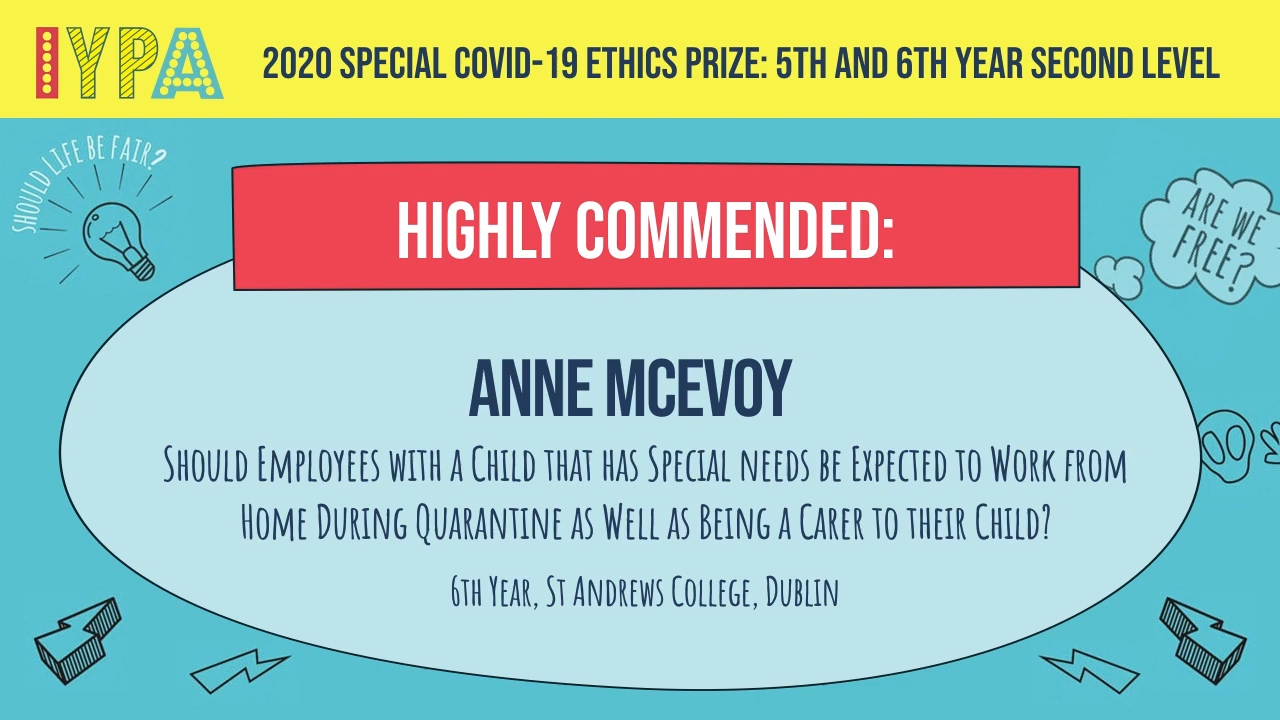 IYPA
2020 SPECIAL COVID-19 ETHICS PRIZE: 5TH AND 6TH YEAR SECOND LEVEL
SHOULD LIFE BE FAIR?
HIGHLY COMMENDED:
ARE WE
FREE?
ANNE MCEVOY
Should Employees with a Child that has Special needs be Expected to Work from
Home During Quarantine as Well as Being a Carer to their Child?
6th Year, St Andrews College, Dublin